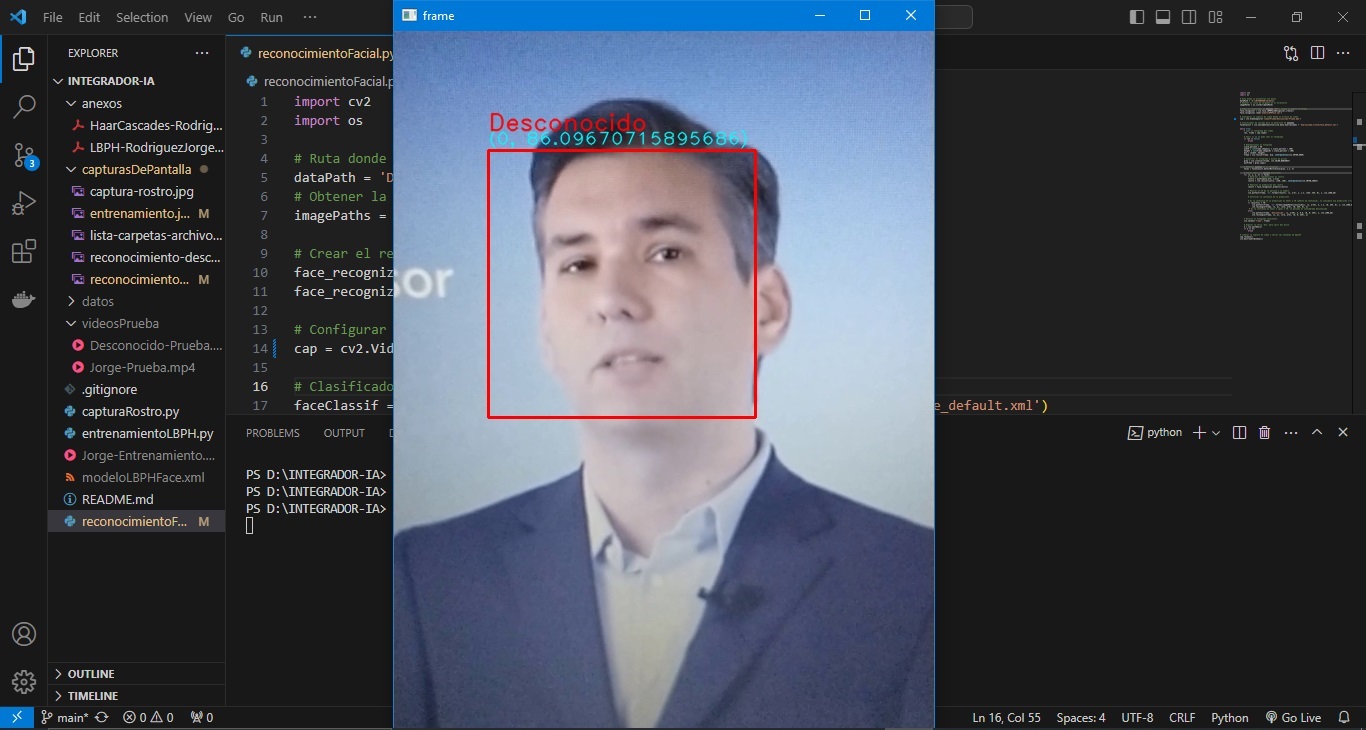 File Edit Selection View Go Run ···
frame
EXPLORER
INTEGRADOR-IA
anexos
HaarCascades-Rodrig...
LBPH-RodriguezJorge...
capturasDePantalla
captura-rostro.jpg
entrenamiento.j... M
lista-carpetas-archivo...
reconocimiento-desc...
reconocimiento... M
datos
videosPrueba
Desconocido-Prueba....
Jorge-Prueba.mp4
.gitignore
capturaRostro.py
entrenamientoLBPH.py
Jorge-Entrenamiento....
modeloLBPHFace.xml
README.md
reconocimientoF... M
OUTLINE
TIMELINE
reconocimientoFacial.py
reconocimientoFacial.p
1 import cv2
2 import os
3
4 # Ruta donde
5 dataPath = 'D
6 # Obtener la
7 imagePaths =
8
9 # Crear el re
10 face_recogniz
11 face_recogniz
12
13 # Configurar
14 cap = cv2.Vid
15
16 # Clasificado
17 faceClassif = e_default.xml')
Desconocido
(0, 86.09670715895686)
sor
PROBLEMS OUTPUT D
python
PS D:\INTEGRADOR-IA>
PS D:\INTEGRADOR-IA>
PS D:\INTEGRADOR-IA>
3
main* 0 0 0
Ln 16, Col 55 Spaces: 4 UTF-8 CRLF Python Go Live